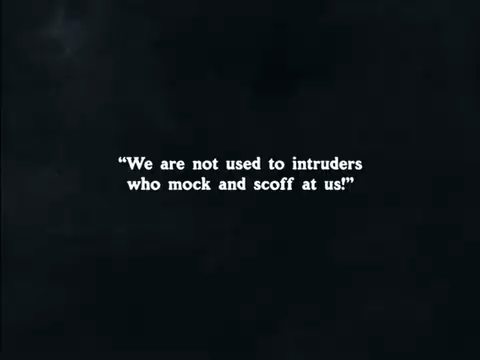 “We are not used to intruders
who mock and scoff at us!”